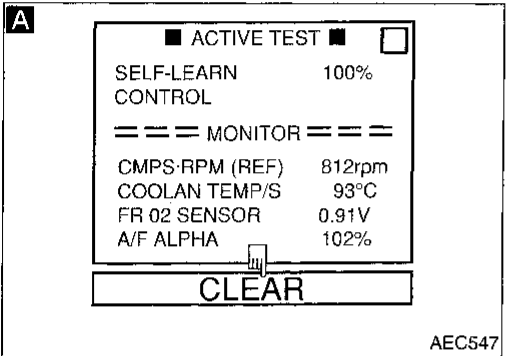 A
■ ACTIVE TEST ■
SELF-LEARN 100%
CONTROL
=== MONITOR ===
CMPS·RPM (REF) 812rpm
COOLAN TEMP/S 93°C
FR 02 SENSOR 0.91V
A/F ALPHA 102%
CLEAR
AEC547